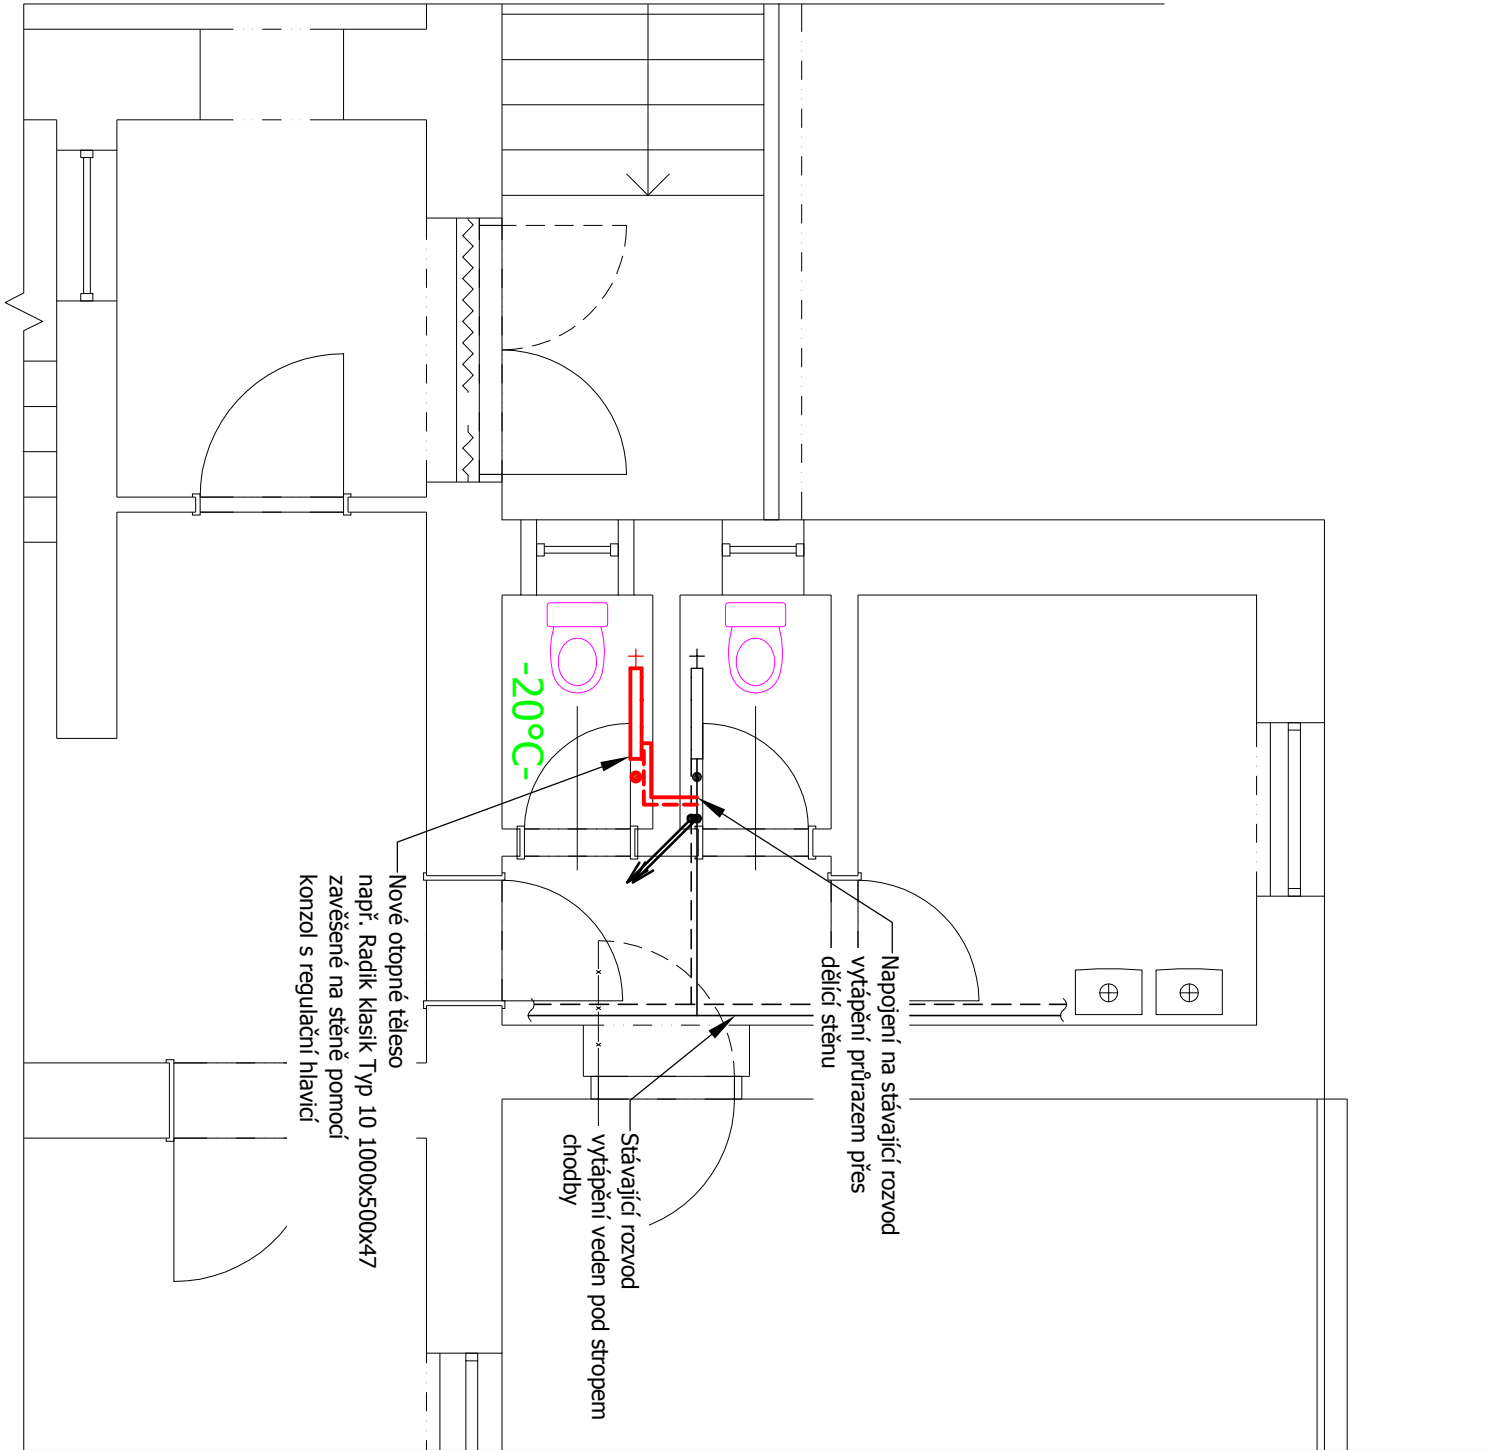 -20°C-
Napojení na stávající rozvod
vytápění průrazem přes
dělící stěnu
Stávající rozvod
vytápění veden pod stropem
chodby
Nové otopné těleso
např. Radik klasik Typ 10 1000x500x47
zavěšené na stěně pomocí
konzol s regulační hlavicí